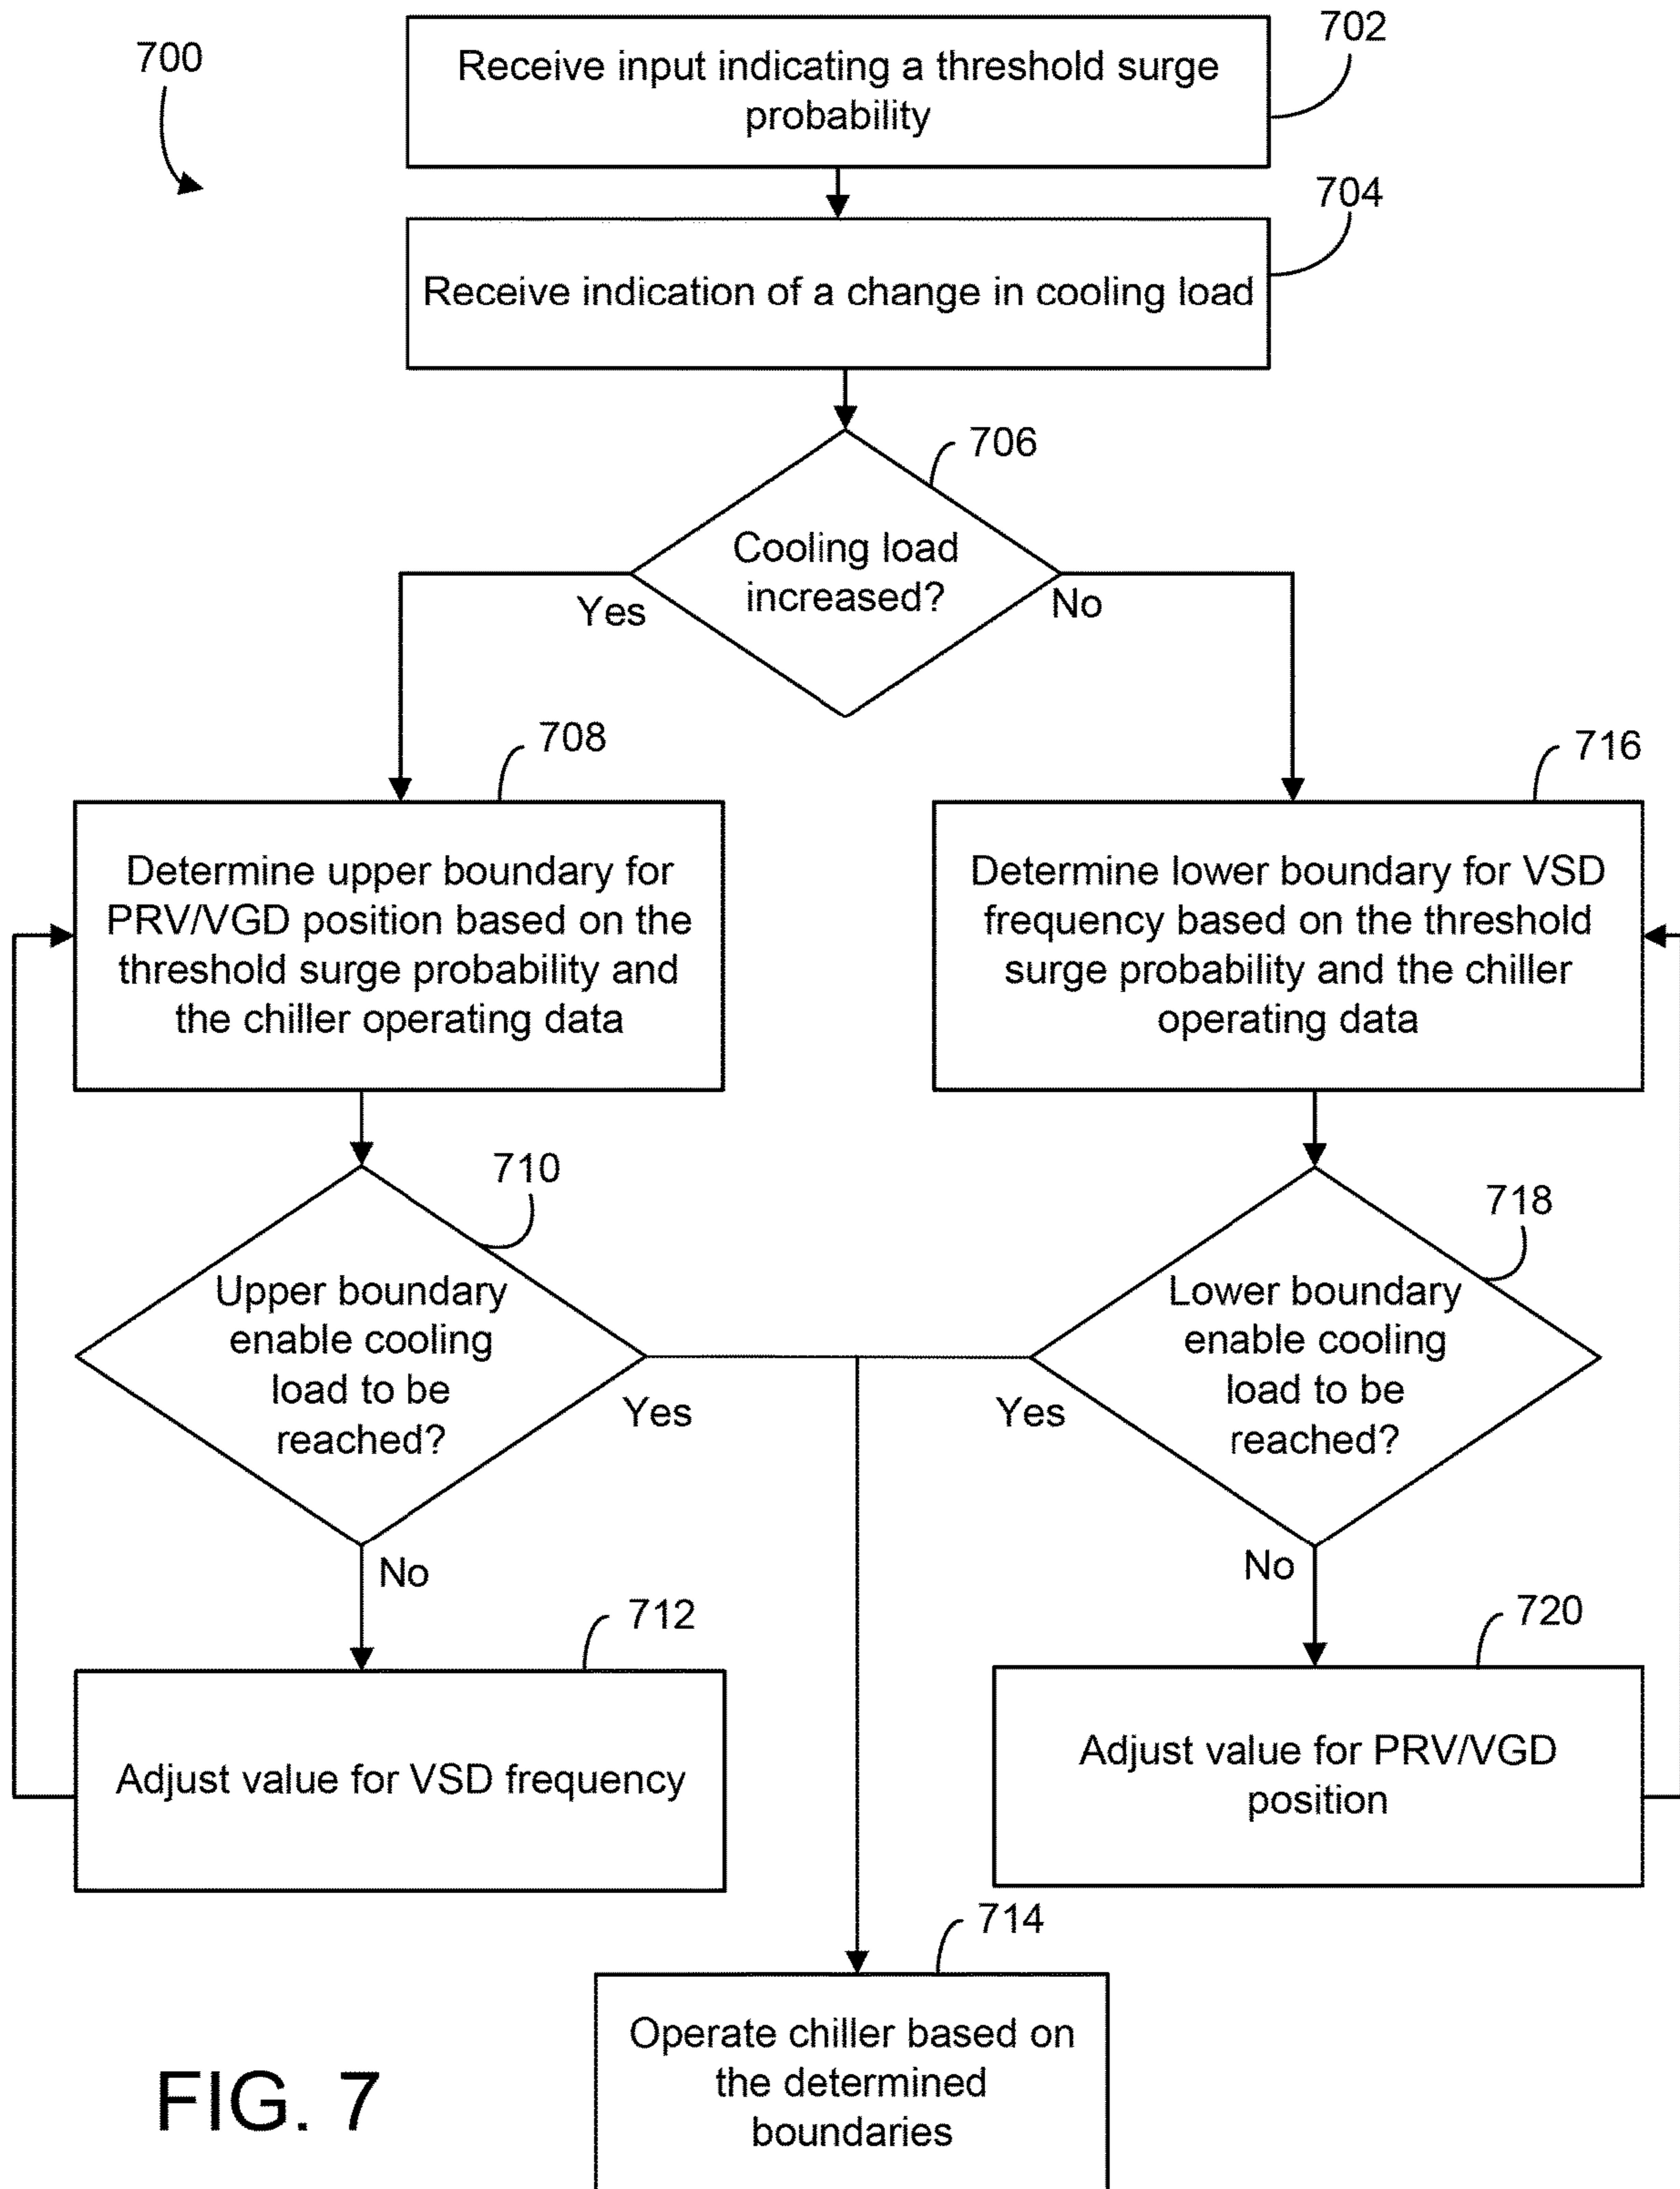 700
702
Receive input indicating a threshold surge
probability
704
Receive indication of a change in cooling load
706
Cooling load
increased?
Yes
No
708
Determine upper boundary for
PRV/VGD position based on the
threshold surge probability and
the chiller operating data
716
Determine lower boundary for VSD
frequency based on the threshold
surge probability and the chiller
operating data
710
Upper boundary
enable cooling
load to be
reached?
Yes
No
718
Lower boundary
enable cooling
load to be
reached?
Yes
No
712
Adjust value for VSD frequency
720
Adjust value for PRV/VGD
position
714
Operate chiller based on
the determined
boundaries
FIG. 7